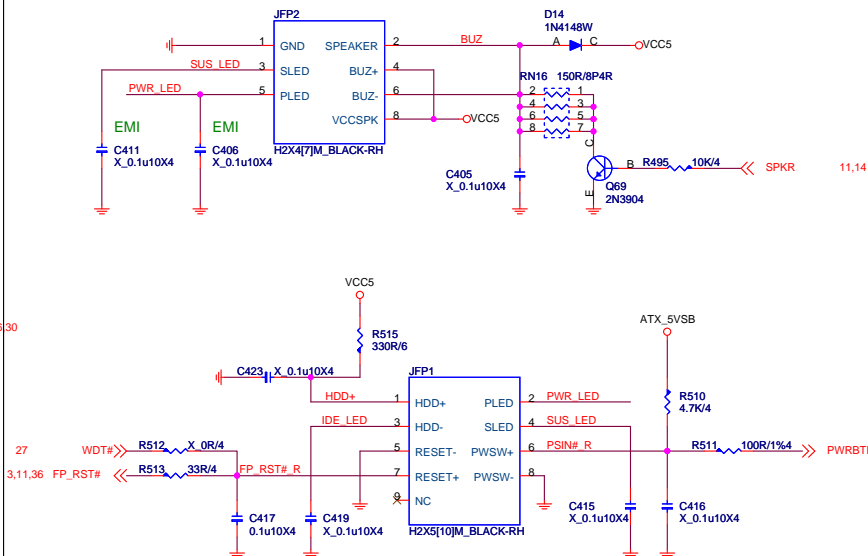 JFP2
D14
1N4148W
1 GND SPEAKER 2 BUZ A C VCC5
SUS_LED 3 SLED BUZ+ 4
RN16 150R/8P4R
PWR_LED 5 PLED BUZ- 6 2 1
4 3
VCCSPK 8 VCC5 6 5
8 7
EMI EMI
H2X4[7]M_BLACK-RH
C411
X_0.1u10X4
C406
X_0.1u10X4
C405
X_0.1u10X4
C
B R495 10K/4 SPKR 11,14
E
Q69
2N3904
VCC5
ATX_5VSB
6,30
R515
330R/6
C423 X_0.1u10X4
JFP1
R510
4.7K/4
HDD+ 1 HDD+ PLED 2 PWR_LED
IDE_LED 3 HDD- SLED 4 SUS_LED
27 WDT# R512 X_0R/4 5 RESET- PWSW+ 6 PSIN#_R R511 100R/1%4 PWRBT
3,11,36 FP_RST# R513 33R/4 FP_RST#_R 7 RESET+ PWSW- 8
9 NC
H2X5[10]M_BLACK-RH
C417
0.1u10X4
C419
X_0.1u10X4
C415
X_0.1u10X4
C416
X_0.1u10X4